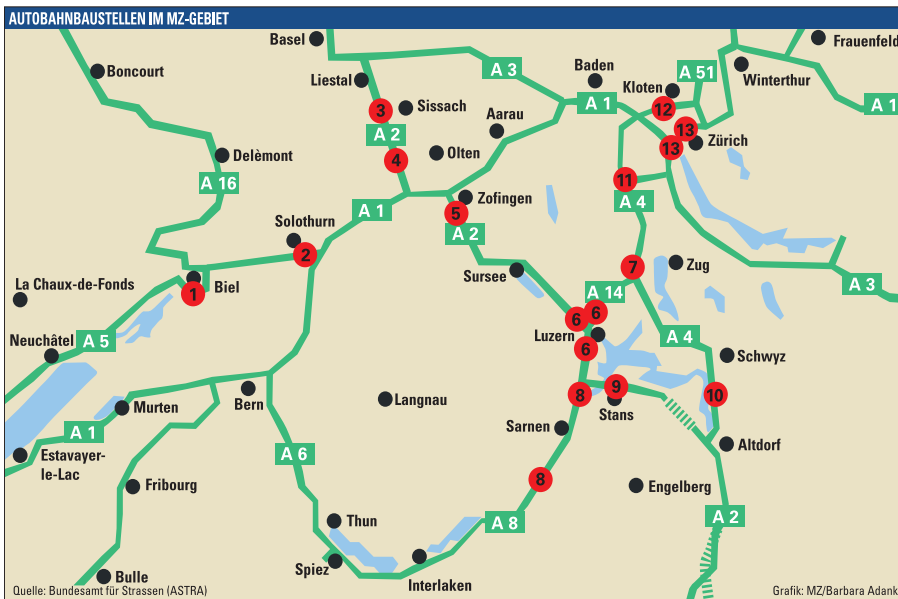 AUTOBAHNBAUSTELLEN IM MZ-GEBIET
Basel
Boncourt
Liestal
A 3
Baden
Kloten
A 51
Winterthur
Frauenfeld
3
Sissach
A 1
12
A 1
A 2
Aarau
13
13
Zürich
Delèmont
4
Olten
A 16
11
A 4
Zofingen
A 1
5
Solothurn
A 2
2
Sursee
7
Zug
La Chaux-de-Fonds
Biel
1
A 14
A 3
6
6
Neuchâtel
A 5
Luzern
6
A 4
Schwyz
Bern
Langnau
8
9
Stans
10
Murten
A 1
Sarnen
Altdorf
Estavayer-
le-Lac
A 6
Fribourg
8
Engelberg
Thun
A 8
A 2
Spiez
Interlaken
Bulle
Quelle: Bundesamt für Strassen (ASTRA)
Grafik: MZ/Barbara Adank